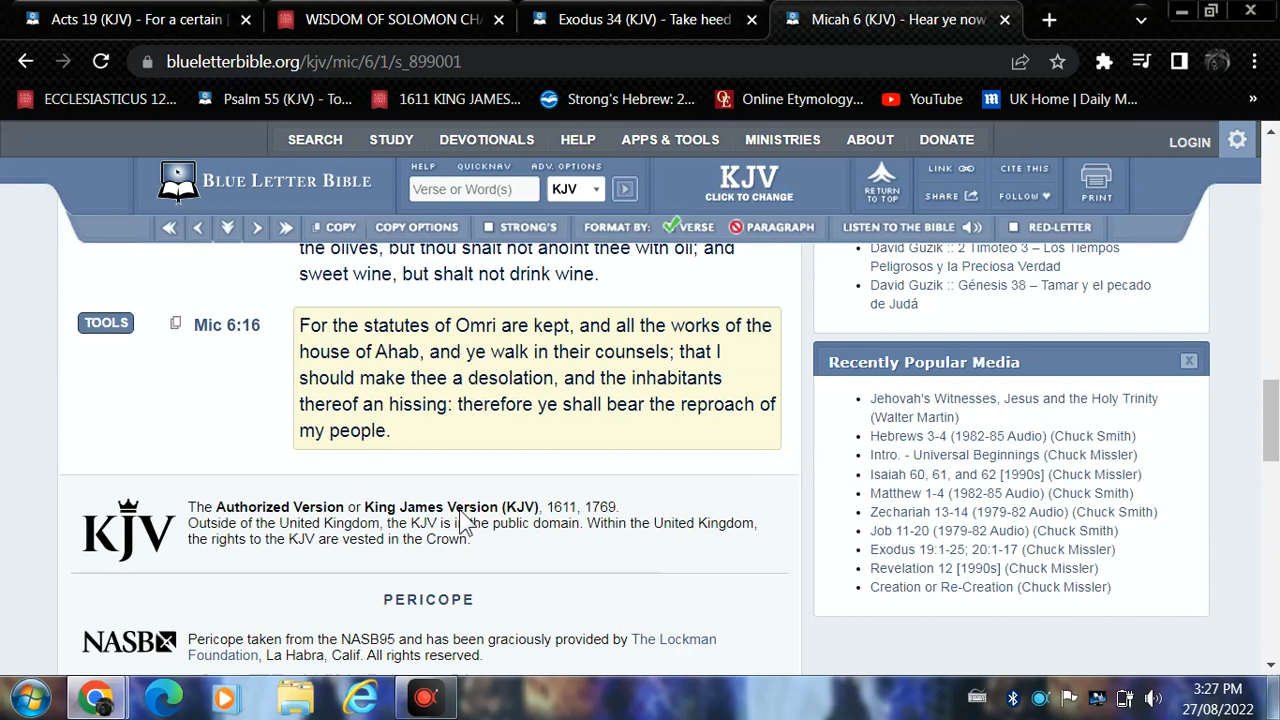 Acts 19 (KJV) - For a certain
WISDOM OF SOLOMON CHA
Exodus 34 (KJV) - Take heed
Micah 6 (KJV) - Hear ye now
blueletterbible.org/kjv/mic/6/1/s_899001
ECCLESIASTICUS 12...
Psalm 55 (KJV) - To...
1611 KING JAMES...
Strong's Hebrew: 2...
Online Etymology...
YouTube
UK Home | Daily M...
SEARCH STUDY DEVOTIONALS HELP APPS & TOOLS MINISTRIES ABOUT DONATE
LOGIN
BLUE LETTER BIBLE
HELP QUICKNAV ADV. OPTIONS
Verse or Word(s)
KJV
KJV
CLICK TO CHANGE
RETURN
TO TOP
LINK
CITE THIS
SHARE
FOLLOW
PRINT
COPY COPY OPTIONS STRONG'S FORMAT BY: VERSE PARAGRAPH LISTEN TO THE BIBLE RED-LETTER
the olives, but thou shalt not anoint thee with oil; and
sweet wine, but shalt not drink wine.
TOOLS
Mic 6:16
For the statutes of Omri are kept, and all the works of the
house of Ahab, and ye walk in their counsels; that I
should make thee a desolation, and the inhabitants
thereof an hissing: therefore ye shall bear the reproach of
my people.
KJV
The Authorized Version or King James Version (KJV), 1611, 1769.
Outside of the United Kingdom, the KJV is in the public domain. Within the United Kingdom,
the rights to the KJV are vested in the Crown.
PERICOPE
NASB
Pericope taken from the NASB95 and has been graciously provided by The Lockman
Foundation, La Habra, Calif. All rights reserved.
David Guzik :: 2 Timoteo 3 – Los Tiempos
Peligrosos y la Preciosa Verdad
David Guzik :: Génesis 38 – Tamar y el pecado
de Judá
Recently Popular Media
X
Jehovah's Witnesses, Jesus and the Holy Trinity
(Walter Martin)
Hebrews 3-4 (1982-85 Audio) (Chuck Smith)
Intro. - Universal Beginnings (Chuck Missler)
Isaiah 60, 61, and 62 [1990s] (Chuck Missler)
Matthew 1-4 (1982-85 Audio) (Chuck Smith)
Zechariah 13-14 (1979-82 Audio) (Chuck Smith)
Job 11-20 (1979-82 Audio) (Chuck Smith)
Exodus 19:1-25; 20:1-17 (Chuck Missler)
Revelation 12 [1990s] (Chuck Missler)
Creation or Re-Creation (Chuck Missler)
3:27 PM
27/08/2022